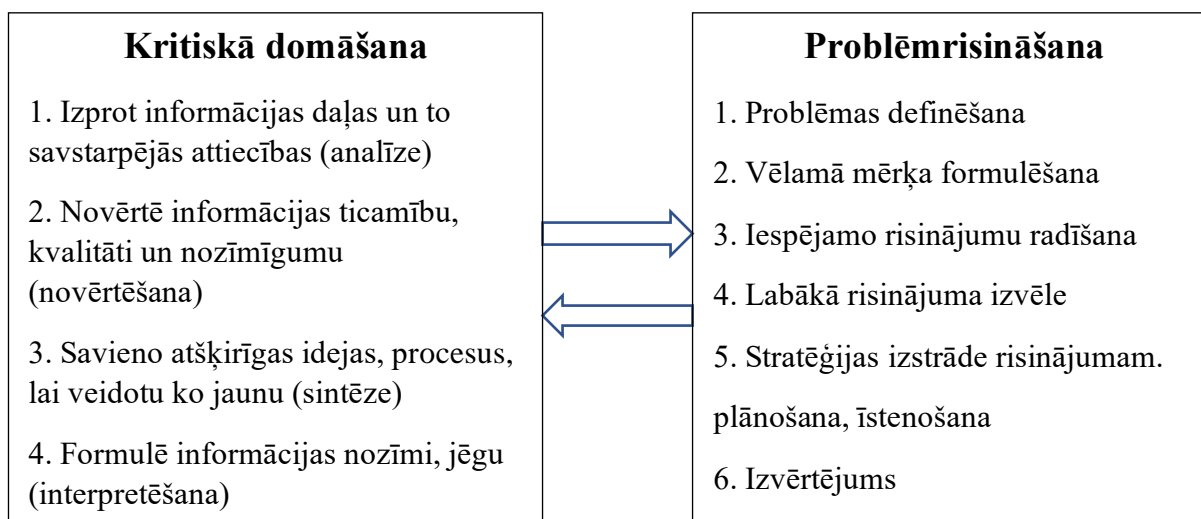 Kritiskā domāšana
1. Izprot informācijas daļas un to
savstarpējās attiecības (analīze)
2. Novērtē informācijas ticamību,
kvalitāti un nozīmīgumu
(novērtēšana)
3. Savieno atšķirīgas idejas, procesus,
lai veidotu ko jaunu (sintēze)
4. Formulē informācijas nozīmi, jēgu
(interpretēšana)
Problēmrisināšana
1. Problēmas definēšana
2. Vēlamā mērķa formulēšana
3. Iespējamo risinājumu radīšana
4. Labākā risinājuma izvēle
5. Stratēģijas izstrāde risinājumam.
plānošana, īstenošana
6. Izvērtējums